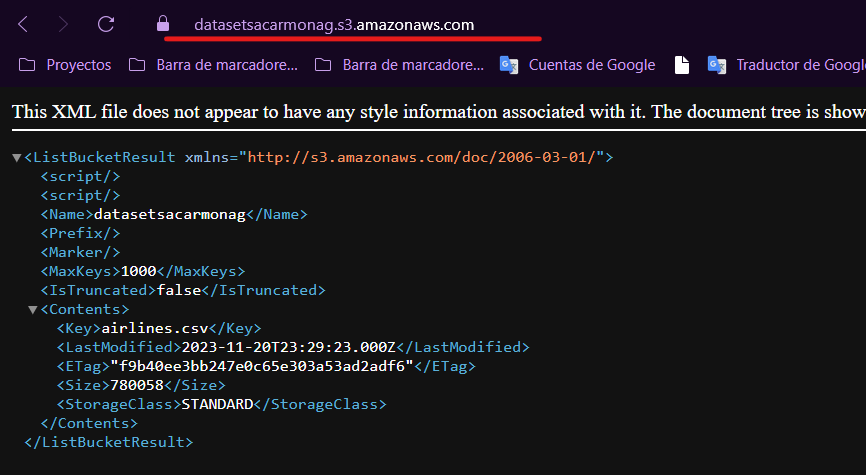 datasetsacarmonag.s3.amazonaws.com
Proyectos Barra de marcadore... Barra de marcadore... Cuentas de Google Traductor de Googl
This XML file does not appear to have any style information associated with it. The document tree is show
▼<ListBucketResult xmlns="http://s3.amazonaws.com/doc/2006-03-01/">
<script/>
<script/>
<Name>datasetsacarmonag</Name>
<Prefix/>
<Marker/>
<MaxKeys>1000</MaxKeys>
<IsTruncated>false</IsTruncated>
▼<Contents>
<Key>airlines.csv</Key>
<LastModified>2023-11-20T23:29:23.000Z</LastModified>
<ETag>"f9b40ee3bb247e0c65e303a53ad2adf6"</ETag>
<Size>780058</Size>
<StorageClass>STANDARD</StorageClass>
</Contents>
</ListBucketResult>